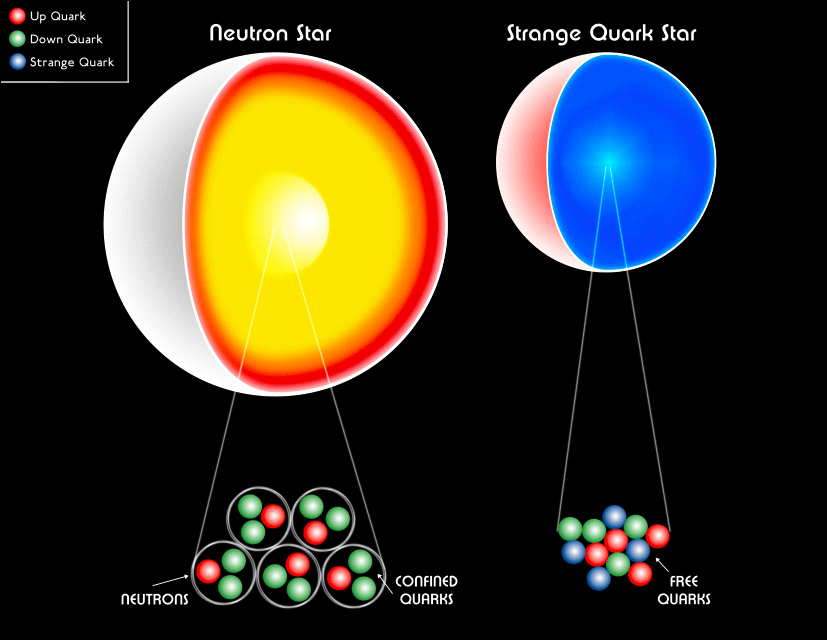 Up Quark
Down Quark
Strange Quark
Neutron Star
Strange Quark Star
NEUTRONS
CONFINED
QUARKS
FREE
QUARKS